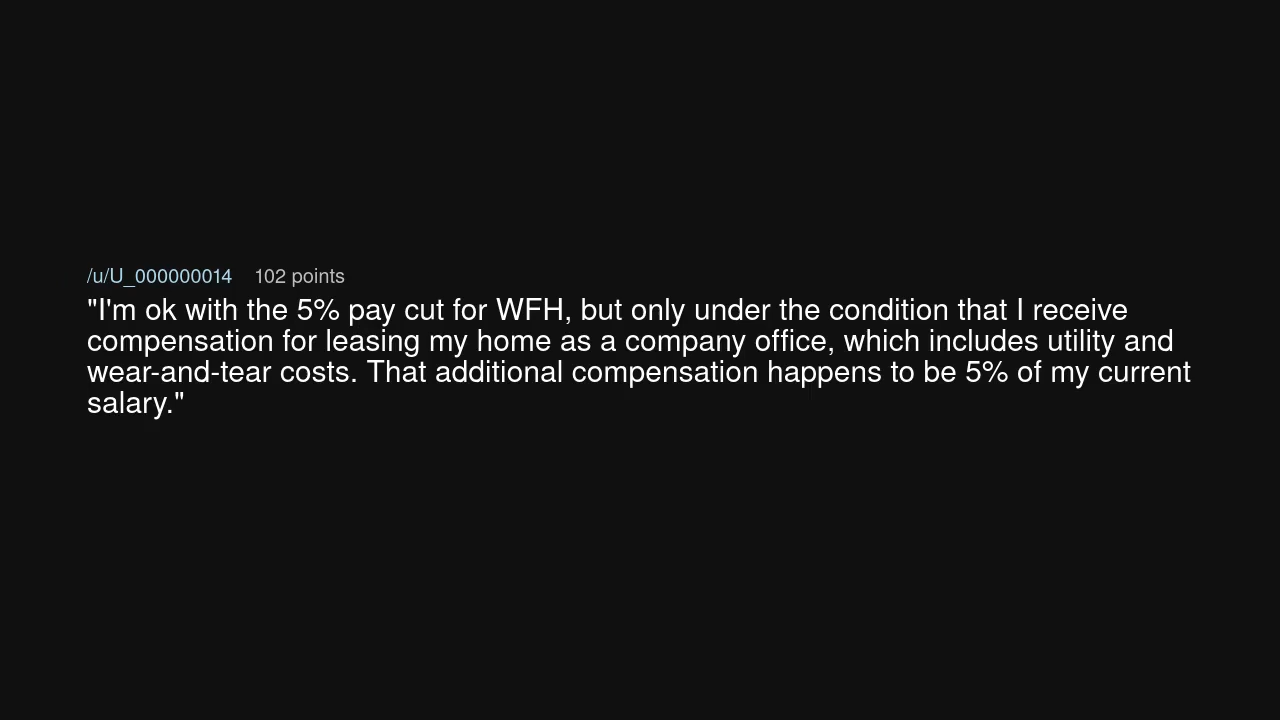 /u/U_000000014 102 points
"I'm ok with the 5% pay cut for WFH, but only under the condition that I receive
compensation for leasing my home as a company office, which includes utility and
wear-and-tear costs. That additional compensation happens to be 5% of my current
salary."